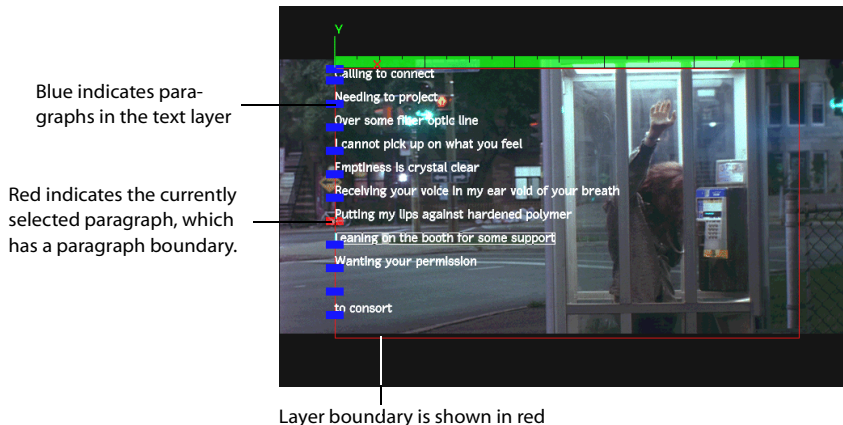 Y
X
Calling to connect
Needing to project
Over some fiber optic line
I cannot pick up on what you feel
Emptiness is crystal clear
Receiving your voice in my ear void of your breath
Putting my lips against hardened polymer
Leaning on the booth for some support
Wanting your permission
to consort
Blue indicates para-
graphs in the text layer
Red indicates the currently
selected paragraph, which
has a paragraph boundary.
Layer boundary is shown in red